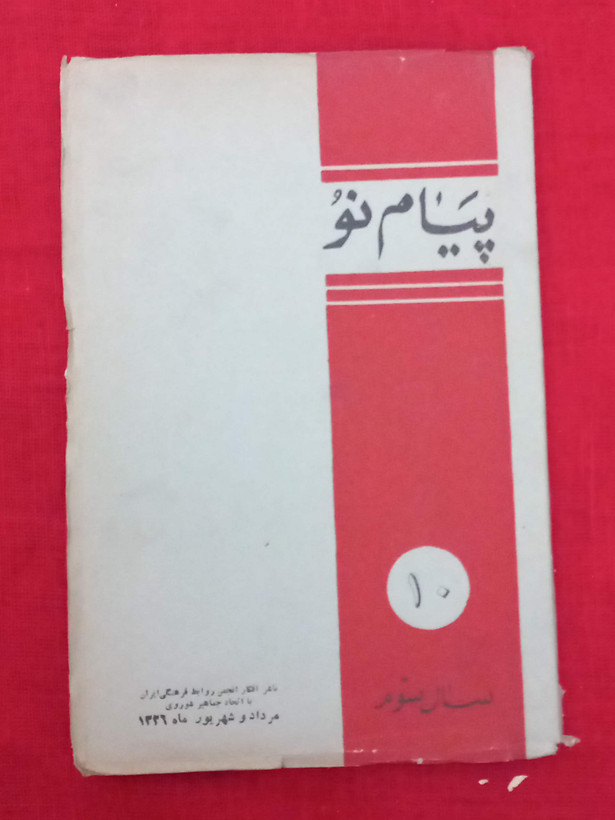 پیام نو
۱۰
سال سوم
ناشر افکار انجمن روابط فرهنگی ایران
با اتحاد جماهیر شوروی
مرداد و شهریور ماه ۱۳۲۶